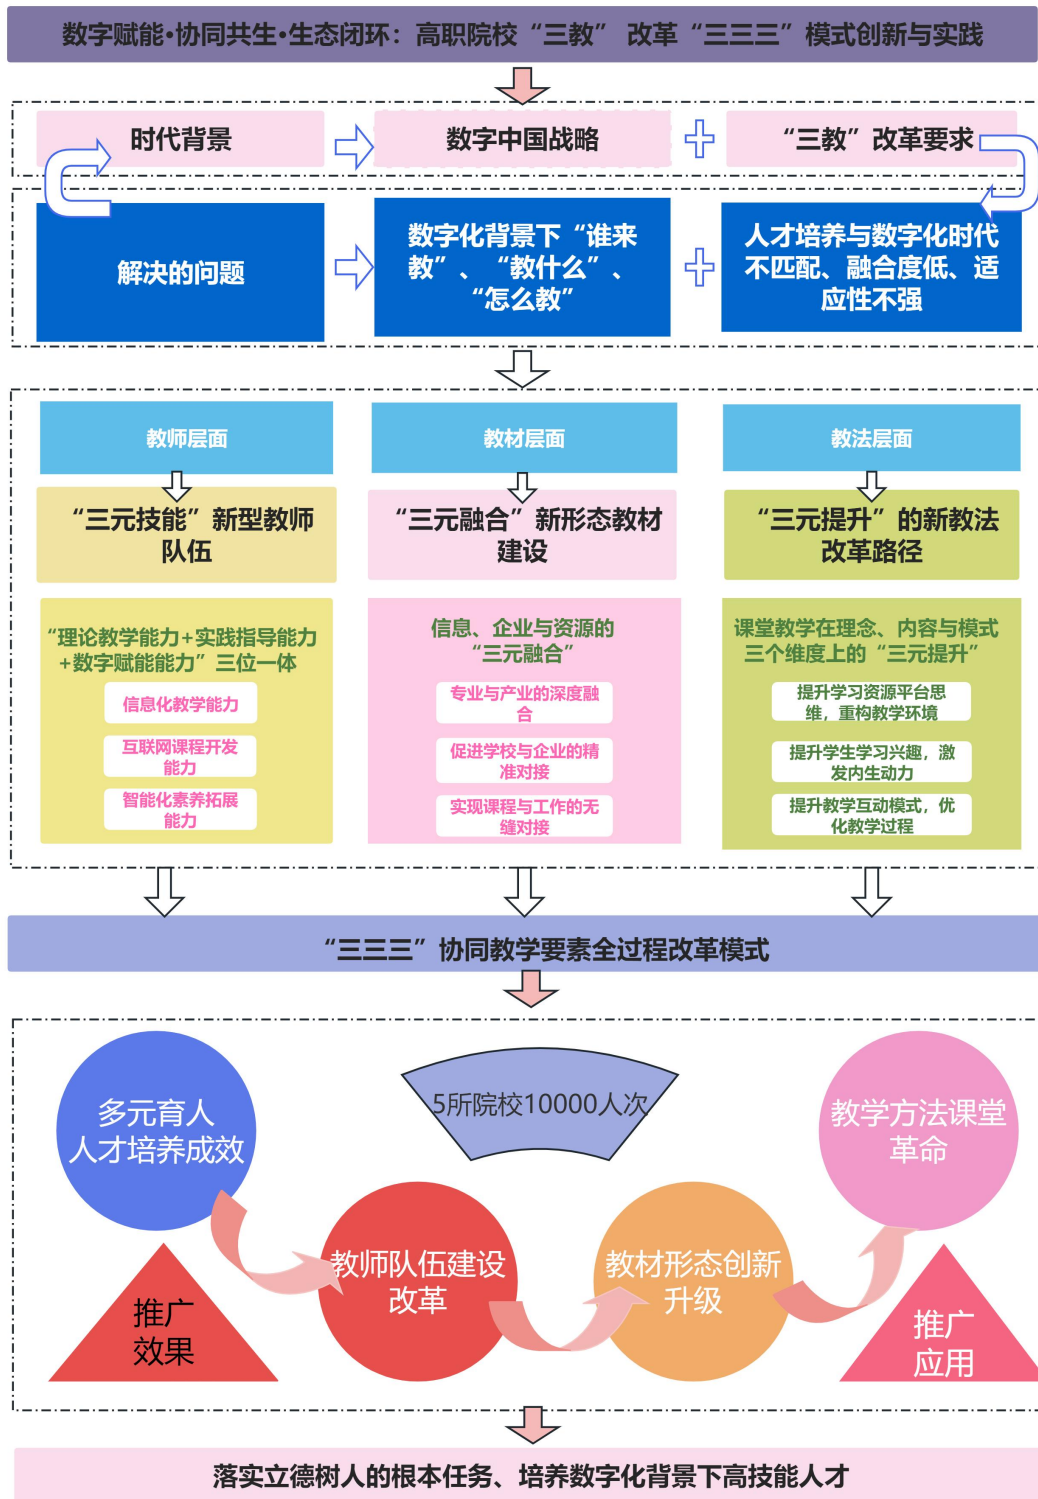 数字赋能·协同共生·生态闭环：高职院校“三教” 改革“三三三”模式创新与实践
时代背景
数字中国战略
“三教”改革要求
解决的问题
数字化背景下“谁来
教”、“教什么”、
“怎么教”
人才培养与数字化时代
不匹配、融合度低、适
应性不强
教师层面
教材层面
教法层面
“三元技能”新型教师
队伍
“三元融合”新形态教材
建设
“三元提升”的新教法
改革路径
“理论教学能力+实践指导能力
+数字赋能能力”三位一体
信息化教学能力
互联网课程开发
能力
智能化素养拓展
能力
信息、企业与资源的
“三元融合”
专业与产业的深度融
合
促进学校与企业的精
准对接
实现课程与工作的无
缝对接
课堂教学在理念、内容与模式
三个维度上的“三元提升”
提升学习资源平台思
维，重构教学环境
提升学生学习兴趣，激
发内生动力
提升教学互动模式，优
化教学过程
“三三三”协同教学要素全过程改革模式
多元育人
人才培养成效
5所院校10000人次
教学方法课堂
革命
教师队伍建设
改革
教材形态创新
升级
推广
效果
推广
应用
落实立德树人的根本任务、培养数字化背景下高技能人才